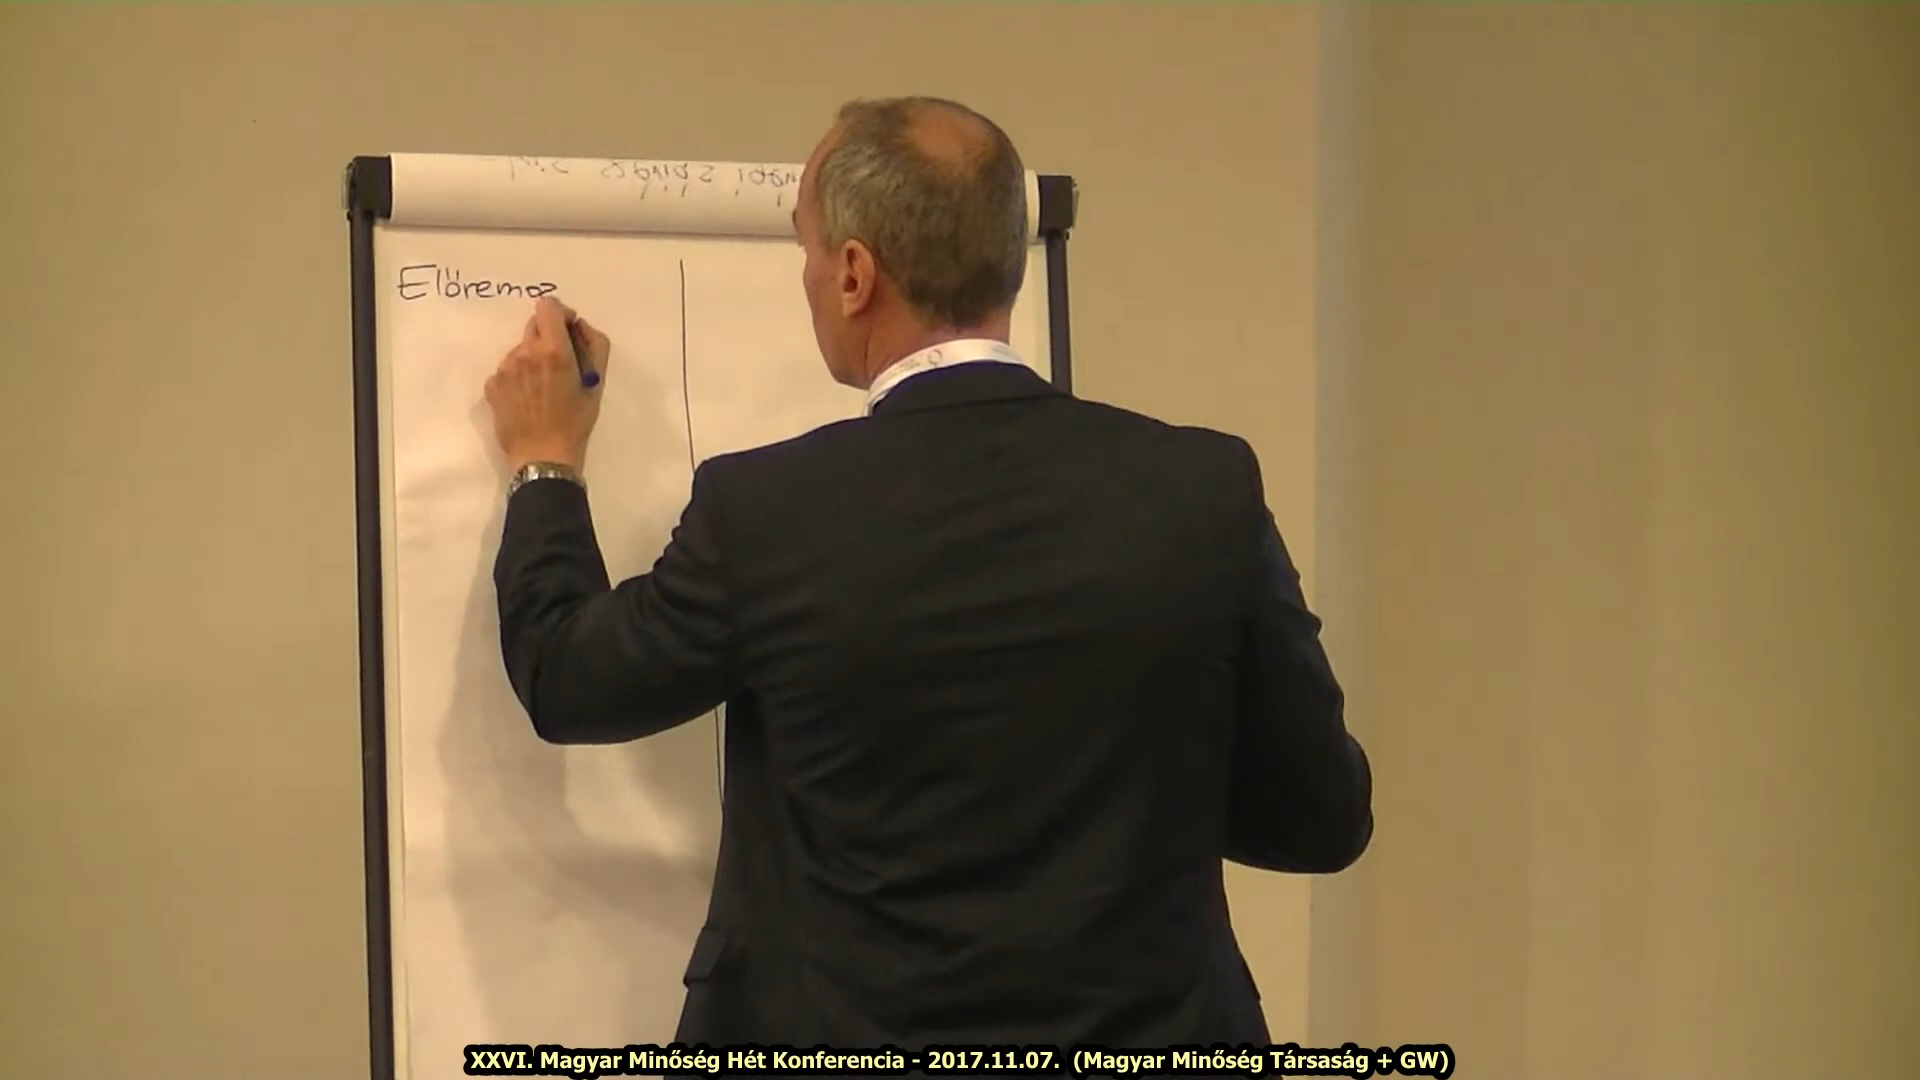 Előremoz
XXVI. Magyar Minőség Hét Konferencia - 2017.11.07. (Magyar Minőség Társaság + GW)